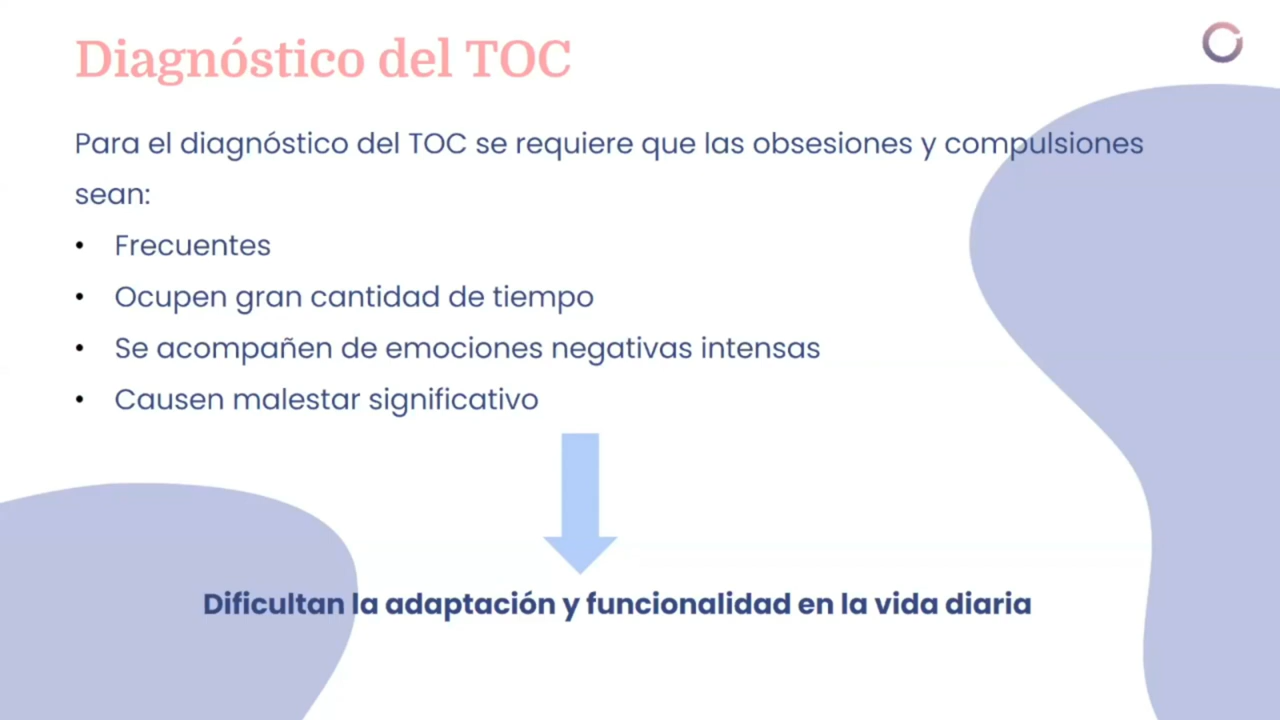 Diagnóstico del TOC
Para el diagnóstico del TOC se requiere que las obsesiones y compulsiones
sean:
• Frecuentes
• Ocupen gran cantidad de tiempo
• Se acompañen de emociones negativas intensas
• Causen malestar significativo
Dificultan la adaptación y funcionalidad en la vida diaria